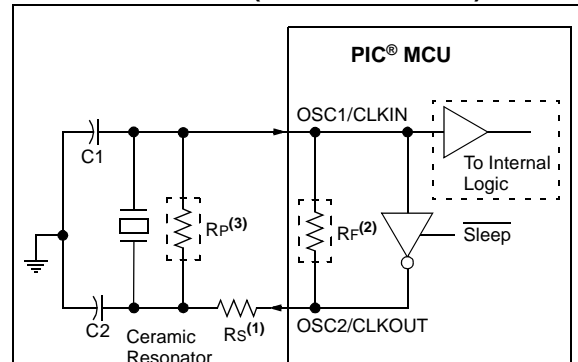 PIC® MCU
OSC1/CLKIN
C1
To Internal
Logic
RP(3)
RF(2)
Sleep
C2
Ceramic
Resonator
RS(1)
OSC2/CLKOUT